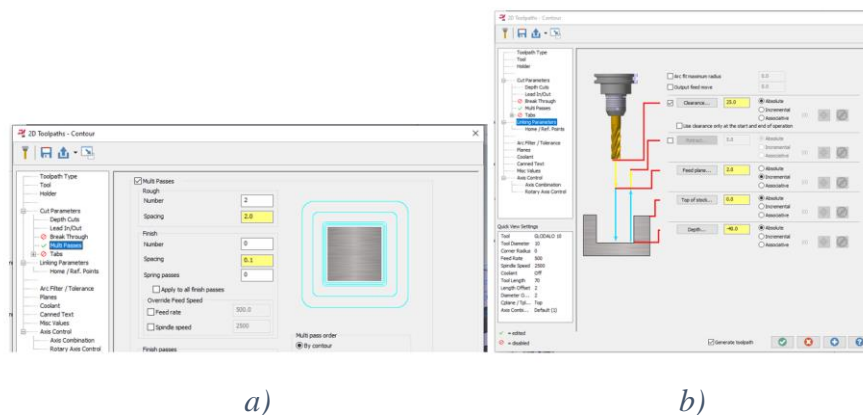 2D Toolpaths - Contour
Toolpath Type
Tool
Holder
Cut Parameters
Depth Cuts
Lead In/Out
Break Through
Multi Passes
Tabs
Linking Parameters
Home / Ref. Points
Arc Filter / Tolerance
Planes
Coolant
Canned Text
Misc Values
Axis Control
Axis Combination
Rotary Axis Control
Multi Passes
Rough
Number 2
Spacing 2.0
Finish
Number 0
Spacing 0.1
Spring passes 0
Apply to all finish passes
Override Feed Speed
Feed rate 500.0
Spindle speed 2500
Finish passes
Multi pass order
By contour
a)
2D Toolpaths - Contour
Toolpath Type
Tool
Holder
Cut Parameters
Depth Cuts
Lead In/Out
Break Through
Multi Passes
Tabs
Linking Parameters
Home / Ref. Points
Arc Filter / Tolerance
Planes
Coolant
Canned Text
Misc Values
Axis Control
Axis Combination
Rotary Axis Control
Quick View Settings
Tool GLODALO 10
Tool Diameter 10
Corner Radius 0
Feed Rate 500
Spindle Speed 2500
Coolant Off
Tool Length 70
Length Offset 2
Diameter O... 2
Cplane / Tpl... Top
Axis Comb... Default (1)
= edited
= disabled
Arc fit maximum radius 0.0
Output feed move 0.0
Clearance... 25.0 Absolute
Incremental
Associative
Use clearance only at the start and end of operation
Absolute
Incremental
Associative
Feed plane... 2.0 Absolute
Incremental
Associative
Top of stock... 0.0 Absolute
Incremental
Associative
Depth... Absolute
Incremental
Associative
Generate toolpath
b)